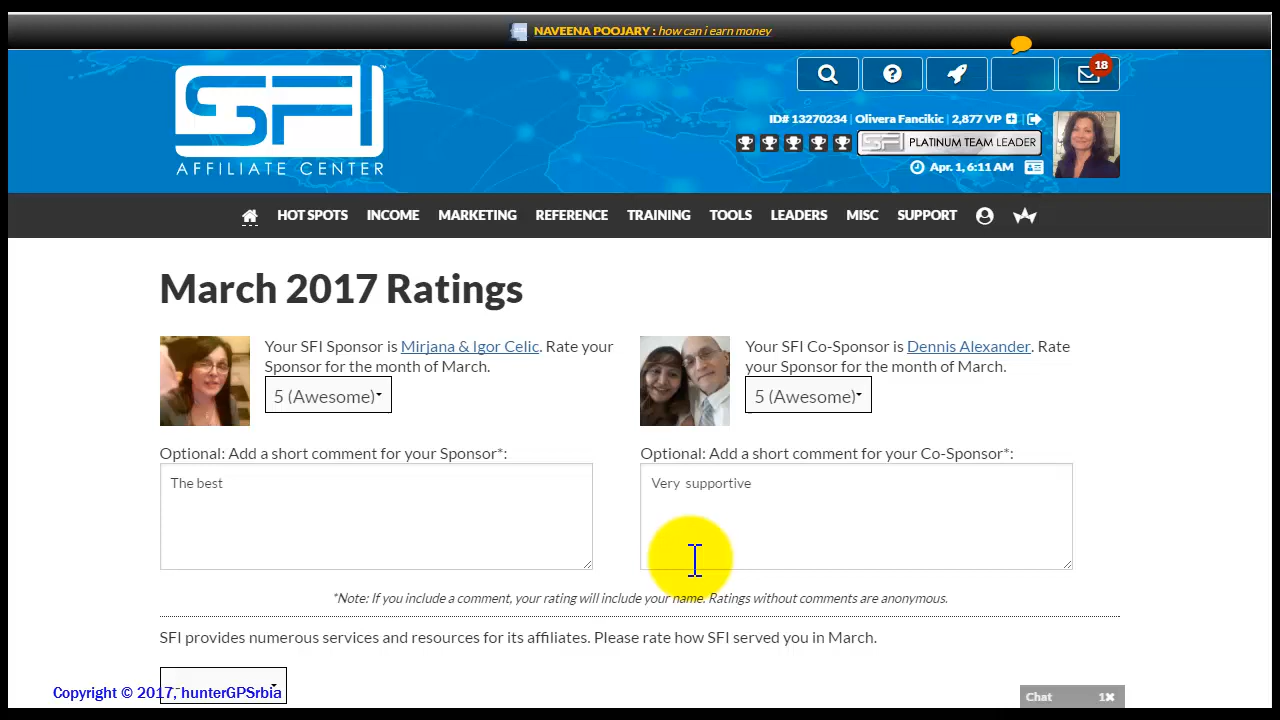 NAVEENA POOJARY : how can i earn money
SFI
AFFILIATE CENTER
18
ID# 13270234 | Olivera Fancikic | 2,877 VP
SFI PLATINUM TEAM LEADER
Apr. 1, 6:11 AM
HOT SPOTS INCOME MARKETING REFERENCE TRAINING TOOLS LEADERS MISC SUPPORT
March 2017 Ratings
Your SFI Sponsor is Mirjana & Igor Celic. Rate your
Sponsor for the month of March.
5 (Awesome)
Optional: Add a short comment for your Sponsor*:
The best
Your SFI Co-Sponsor is Dennis Alexander. Rate
your Sponsor for the month of March.
5 (Awesome)
Optional: Add a short comment for your Co-Sponsor*:
Very supportive
*Note: If you include a comment, your rating will include your name. Ratings without comments are anonymous.
SFI provides numerous services and resources for its affiliates. Please rate how SFI served you in March.
Copyright © 2017, hunterGPSrbia
Chat 1